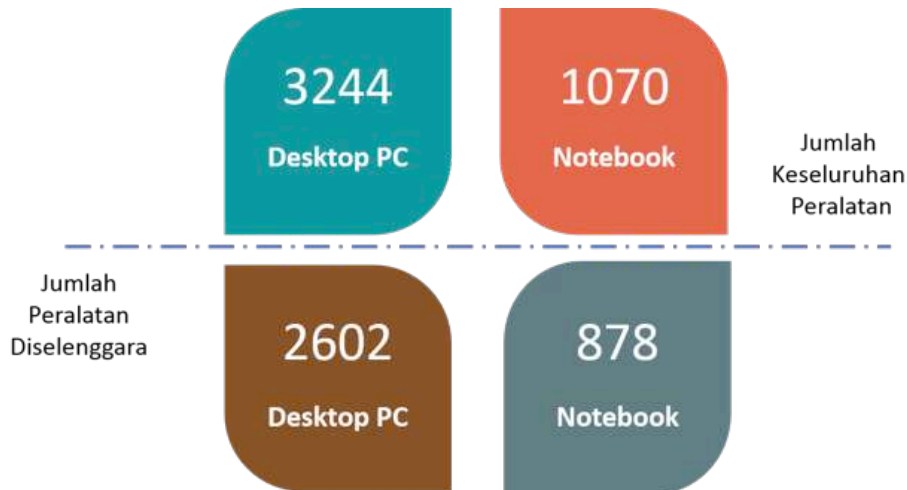 3244
Desktop PC
1070
Notebook
Jumlah
Keseluruhan
Peralatan
Jumlah
Peralatan
Diselenggara
2602
Desktop PC
878
Notebook